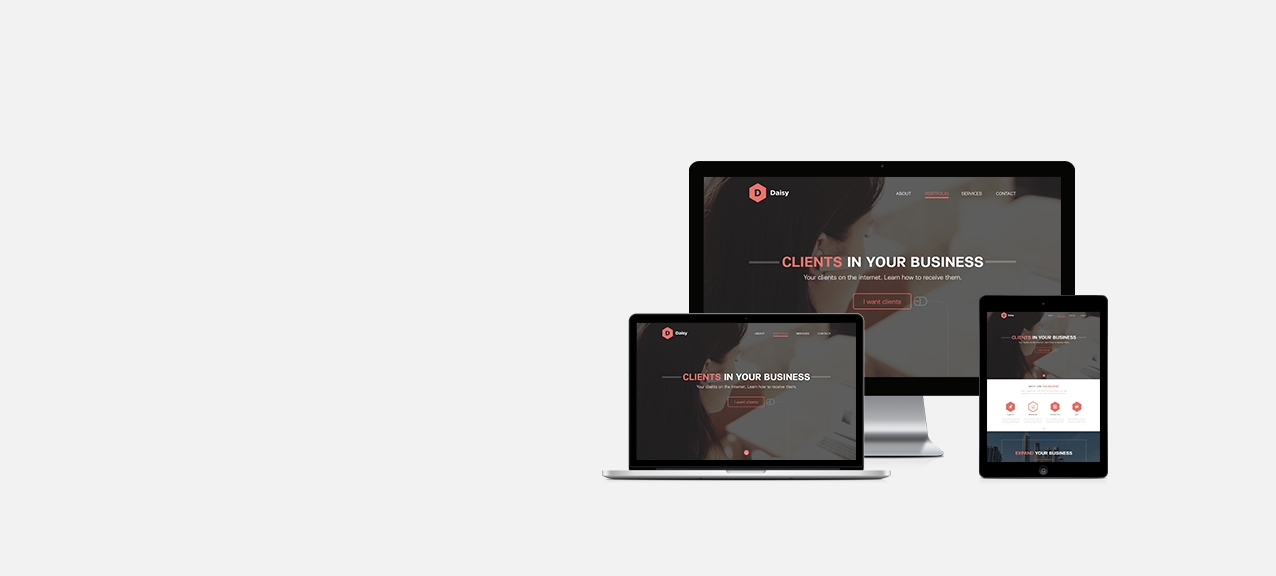 D Daisy
ABOUT PORTFOLIO SERVICES CONTACT
CLIENTS IN YOUR BUSINESS
Your clients on the internet. Learn how to receive them.
I want clients
D Daisy
ABOUT PORTFOLIO SERVICES CONTACT
CLIENTS IN YOUR BUSINESS
Your clients on the internet. Learn how to receive them.
I want clients
Daisy
CLIENTS IN YOUR BUSINESS
EXPAND YOUR BUSINESS